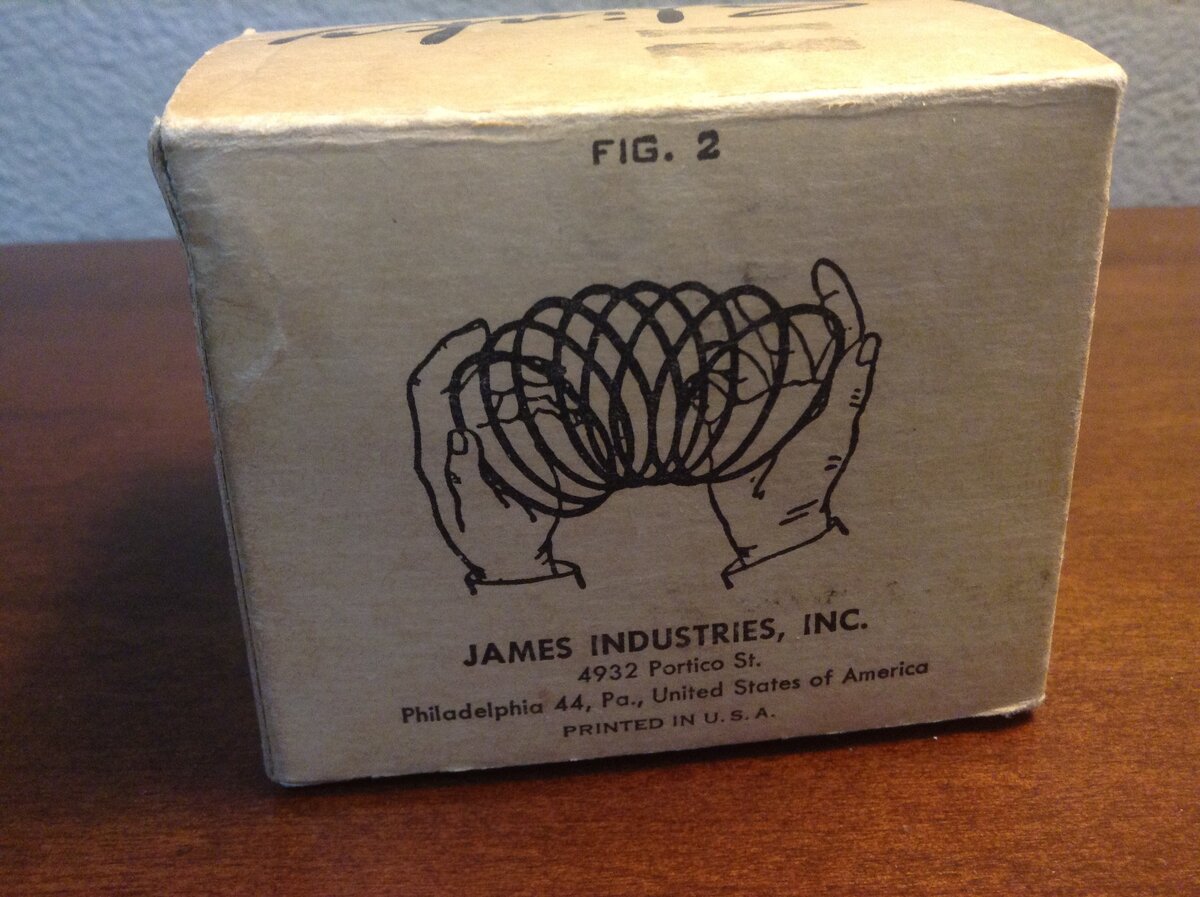 FIG. 2
JAMES INDUSTRIES, INC.
4932 Portico St.
Philadelphia 44, Pa., United States of America
PRINTED IN U. S. A.